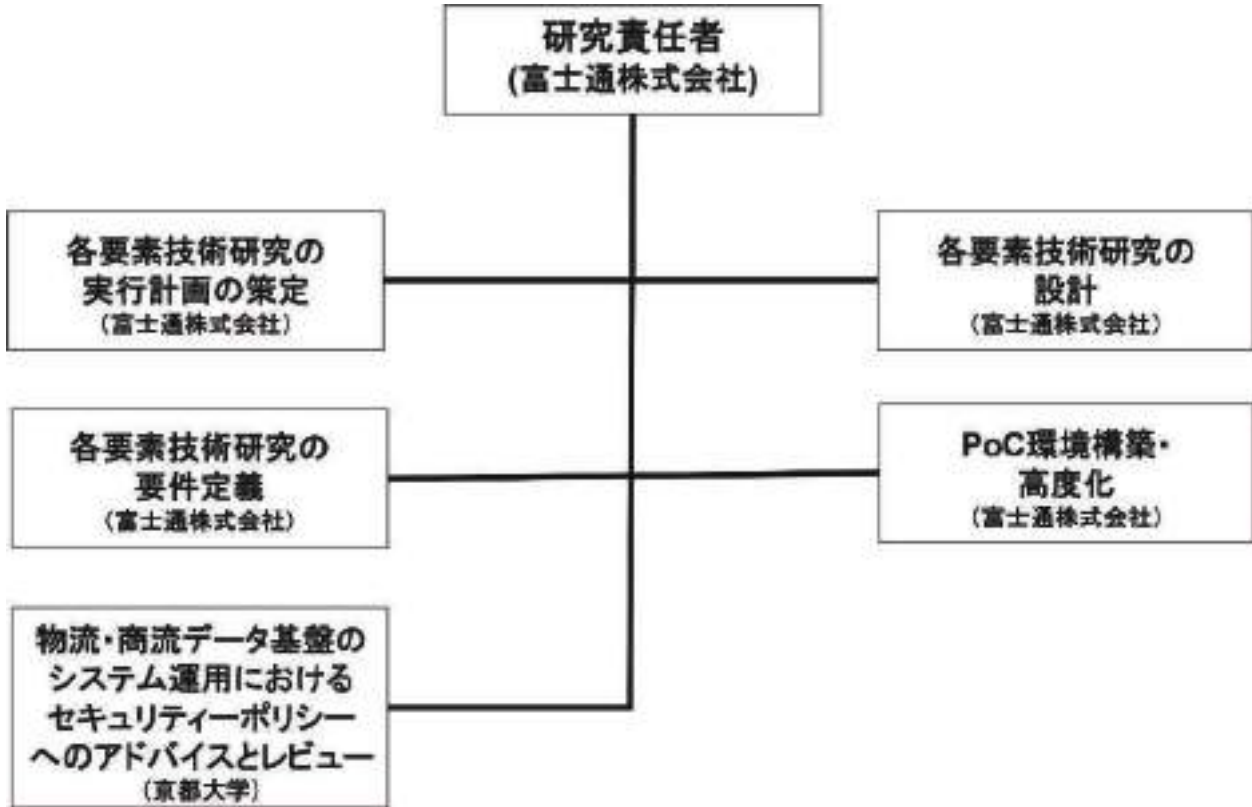 研究責任者
(富士通株式会社)
各要素技術研究の
実行計画の策定
(富士通株式会社)
各要素技術研究の
設計
(富士通株式会社)
各要素技術研究の
要件定義
(富士通株式会社)
PoC環境構築・
高度化
(富士通株式会社)
物流・商流データ基盤の
システム運用における
セキュリティーポリシー
へのアドバイスとレビュー
(京都大学)